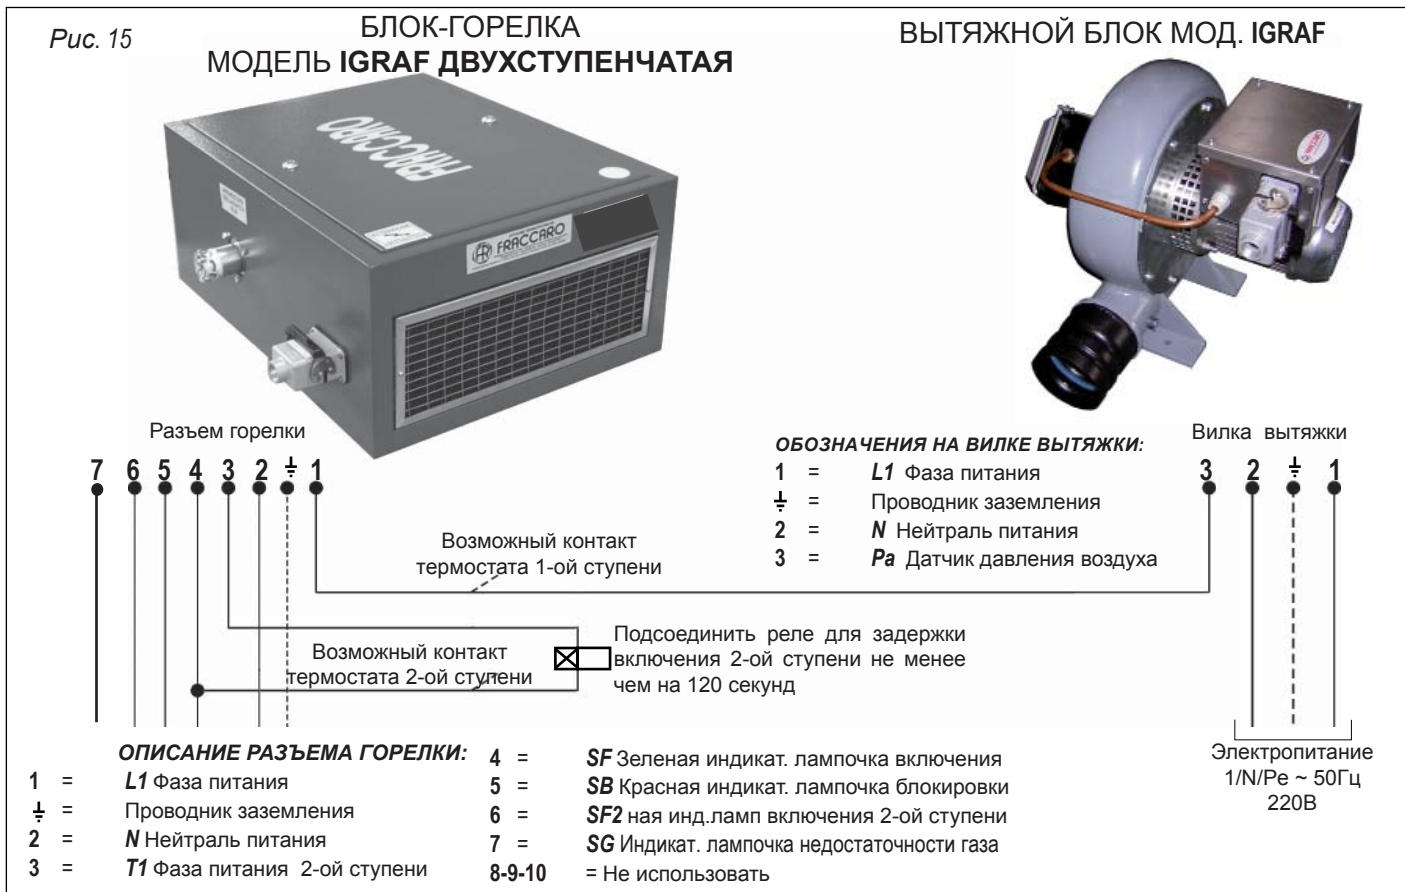 Рис. 15
БЛОК-ГОРЕЛКА
МОДЕЛЬ IGRAF ДВУХСТУПЕНЧАТАЯ
ВЫТЯЖНОЙ БЛОК МОД. IGRAF
FRACCARO
FRACCARO
Разъем горелки
7 6 5 4 3 2 ⏚ 1
Возможный контакт
термостата 1-ой ступени
Возможный контакт
термостата 2-ой ступени
Подсоединить реле для задержки
включения 2-ой ступени не менее
чем на 120 секунд
ОБОЗНАЧЕНИЯ НА ВИЛКЕ ВЫТЯЖКИ:
1 = L1 Фаза питания
⏚ = Проводник заземления
2 = N Нейтраль питания
3 = Pa Датчик давления воздуха
Вилка вытяжки
3 2 ⏚ 1
Электропитание
1/N/Pe ~ 50Гц
220В
ОПИСАНИЕ РАЗЪЕМА ГОРЕЛКИ:
1 = L1 Фаза питания
⏚ = Проводник заземления
2 = N Нейтраль питания
3 = T1 Фаза питания 2-ой ступени
4 = SF Зеленая индикат. лампочка включения
5 = SB Красная индикат. лампочка блокировки
6 = SF2 ная инд.ламп включения 2-ой ступени
7 = SG Индикат. лампочка недостаточности газа
8-9-10 = Не использовать